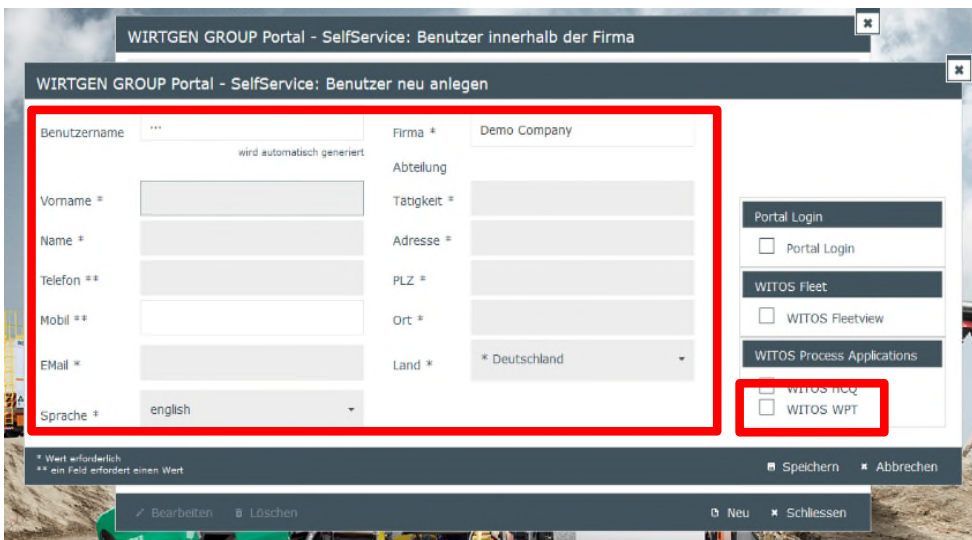 WIRTGEN GROUP Portal - SelfService: Benutzer innerhalb der Firma
WIRTGEN GROUP Portal - SelfService: Benutzer neu anlegen
Benutzername ...
wird automatisch generiert
Vorname *
Name *
Telefon **
Mobil **
EMail *
Sprache * english
Firma * Demo Company
Abteilung
Tätigkeit *
Adresse *
PLZ *
Ort *
Land * * Deutschland
Portal Login
Portal Login
WITOS Fleet
WITOS Fleetview
WITOS Process Applications
WITOS HCQ
WITOS WPT
* Wert erforderlich
** ein Feld erfordert einen Wert
Speichern Abbrechen
Bearbeiten Löschen
Neu Schliessen